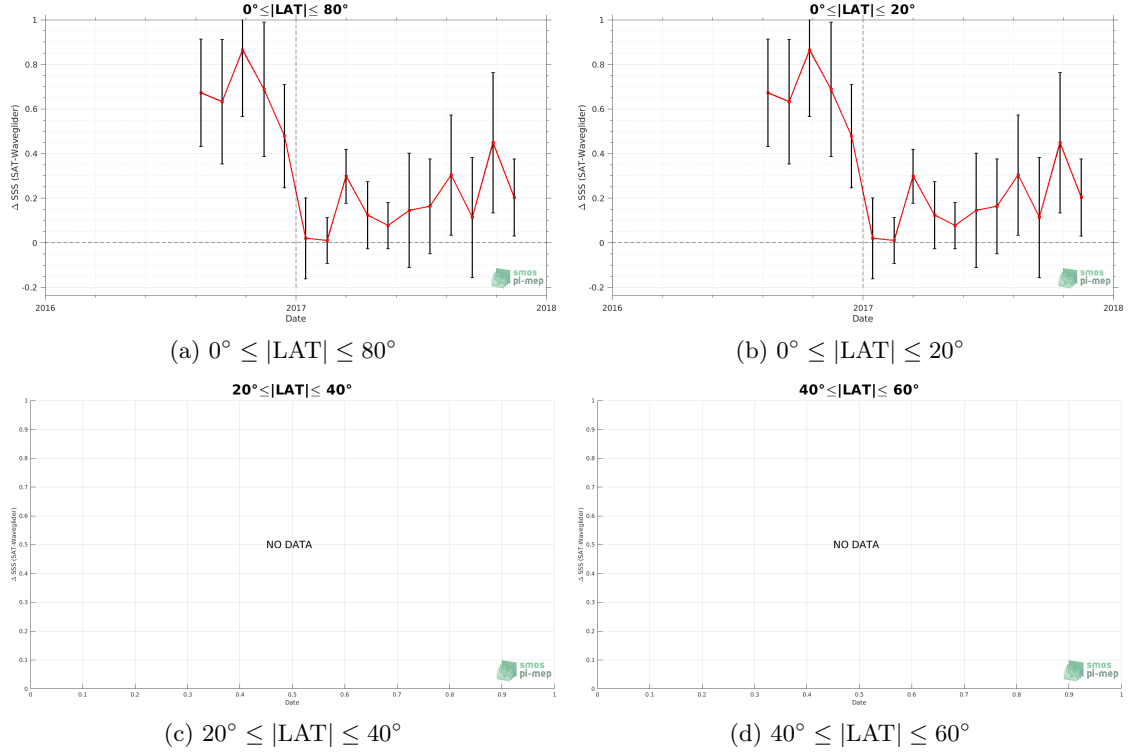 0°≤|LAT|≤ 80°
1
0.8
0.6
0.4
0.2
0
-0.2
Δ SSS (SAT-Waveglider)
2016
2017
2018
Date
smos
pi-mep
(a) 0° ≤ |LAT| ≤ 80°
0°≤|LAT|≤ 20°
1
0.8
0.6
0.4
0.2
0
-0.2
Δ SSS (SAT-Waveglider)
2016
2017
2018
Date
smos
pi-mep
(b) 0° ≤ |LAT| ≤ 20°
20°≤|LAT|≤ 40°
1
0.9
0.8
0.7
0.6
0.5
0.4
0.3
0.2
0.1
0
Δ SSS (SAT-Waveglider)
NO DATA
0 0.1 0.2 0.3 0.4 0.5 0.6 0.7 0.8 0.9 1
Date
smos
pi-mep
(c) 20° ≤ |LAT| ≤ 40°
40°≤|LAT|≤ 60°
1
0.9
0.8
0.7
0.6
0.5
0.4
0.3
0.2
0.1
0
Δ SSS (SAT-Waveglider)
NO DATA
0 0.1 0.2 0.3 0.4 0.5 0.6 0.7 0.8 0.9 1
Date
smos
pi-mep
(d) 40° ≤ |LAT| ≤ 60°